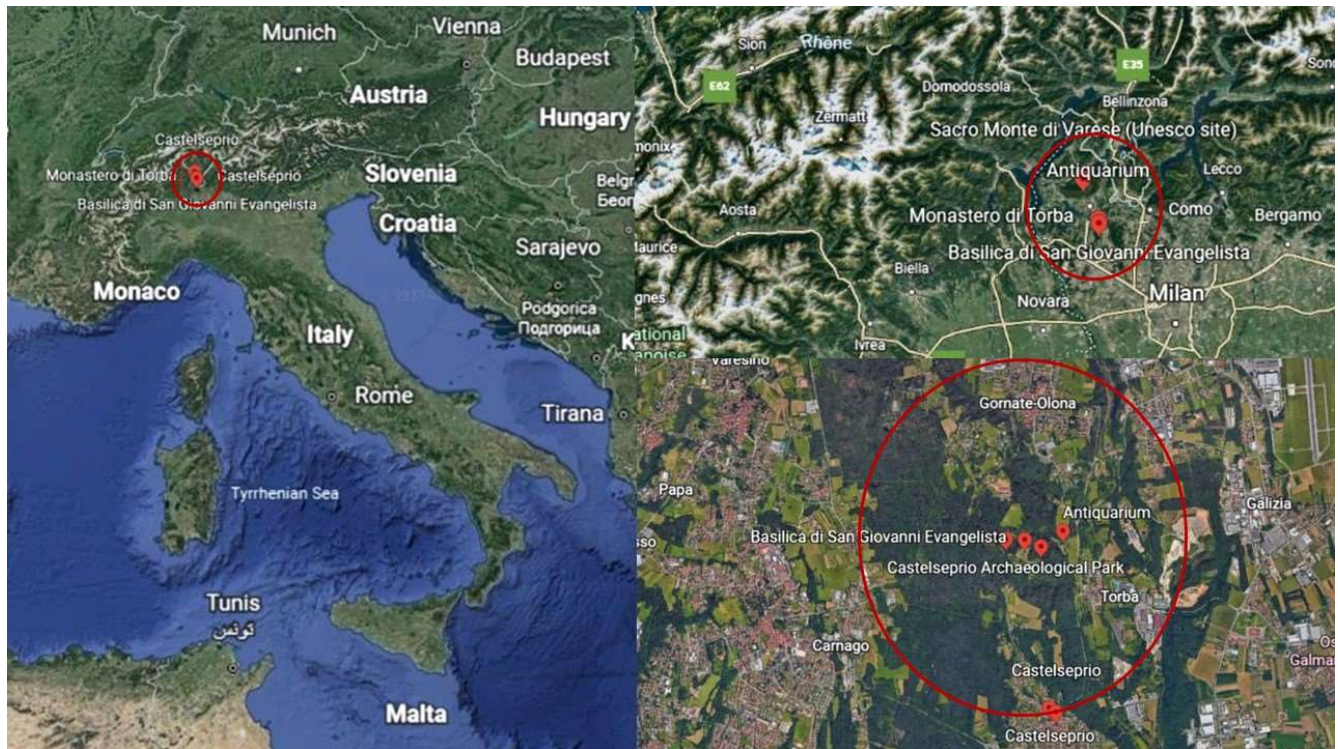 Munich
Vienna
Budapest
Austria
Hungary
Castelseprio
Monastero di Torba
Castelseprio
Slovenia
Basilica di San Giovanni Evangelista
Croatia
Sarajevo
Monaco
Podgorica
Подгорица
Italy
Rome
Tirana
Tyrrhenian Sea
Tunis
تونس
Malta
Sion
Rhône
E35
E62
Domodossola
Bellinzona
Zermatt
Sacro Monte di Varese (Unesco site)
Antiquarium
Lecco
Aosta
Monastero di Torba
Como
Bergamo
Basilica di San Giovanni Evangelista
Biella
Novara
Milan
Ivrea
Gornate-Olona
Papa
Galizia
Antiquarium
Basilica di San Giovanni Evangelista
Castelseprio Archaeological Park
Torba
Carnago
Castelseprio
Castelseprio